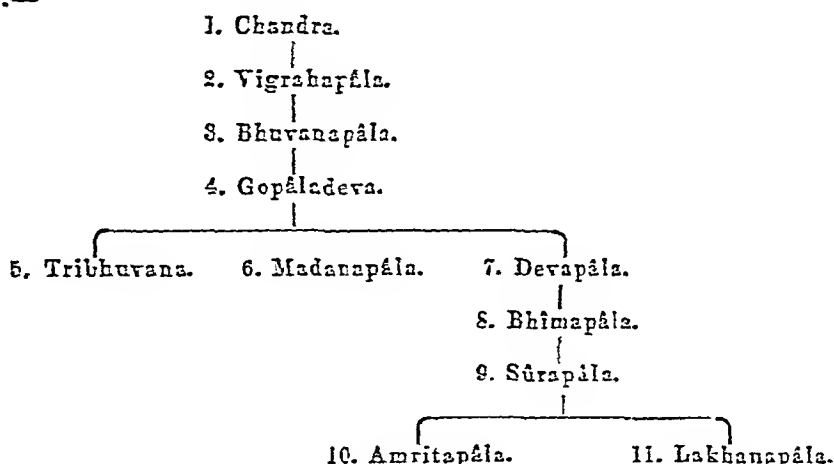 1. Chandra.
2. Vigrahapâla.
3. Bhuvanapâla.
4. Gopâladeva.
5. Tribhuvana. 6. Madanapâla. 7. Devapâla.
8. Bhîmapâla.
9. Sûrapâla.
10. Amritapâla. 11. Lakhanapâla.